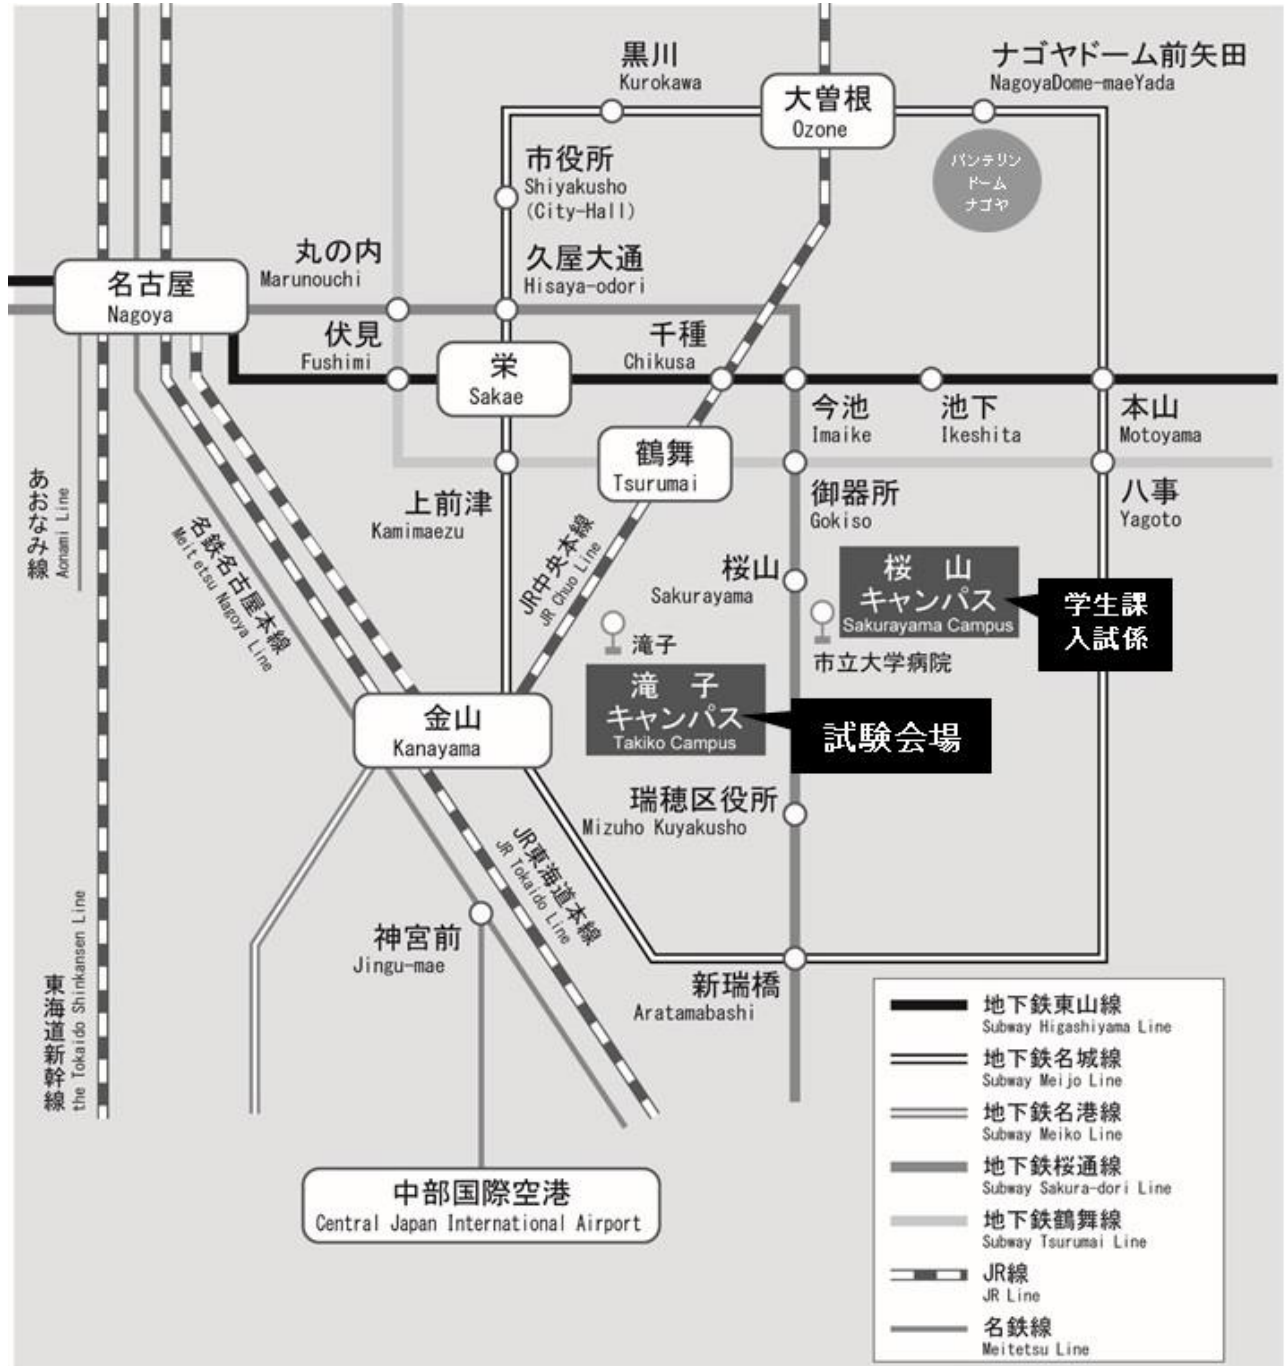 黒川
Kurokawa
大曽根
Ozone
ナゴヤドーム前矢田
NagoyaDome-maeYada
バンテリン
ドーム
ナゴヤ
市役所
Shiyakusho
(City-Hall)
丸の内
Marunouchi
久屋大通
Hisaya-odori
名古屋
Nagoya
伏見
Fushimi
栄
Sakae
千種
Chikusa
今池
Imaike
池下
Ikeshita
本山
Motoyama
鶴舞
Tsurumai
上前津
Kamimaezu
御器所
Gokiso
八事
Yagoto
あおなみ線
Aonami Line
名鉄名古屋本線
Meitetsu Nagoya Line
JR中央本線
JR Chuo Line
桜山
Sakurayama
桜 山
キャンパス
Sakurayama Campus
学生課
入試係
滝子
市立大学病院
滝 子
キャンパス
Takiko Campus
試験会場
金山
Kanayama
瑞穂区役所
Mizuho Kuyakusho
JR東海道本線
JR Tokaido Line
神宮前
Jingu-mae
新瑞橋
Aratamabashi
東海道新幹線
the Tokaido Shinkansen Line
中部国際空港
Central Japan International Airport
地下鉄東山線
Subway Higashiyama Line
地下鉄名城線
Subway Meijo Line
地下鉄名港線
Subway Meiko Line
地下鉄桜通線
Subway Sakura-dori Line
地下鉄鶴舞線
Subway Tsurumai Line
JR線
JR Line
名鉄線
Meitetsu Line